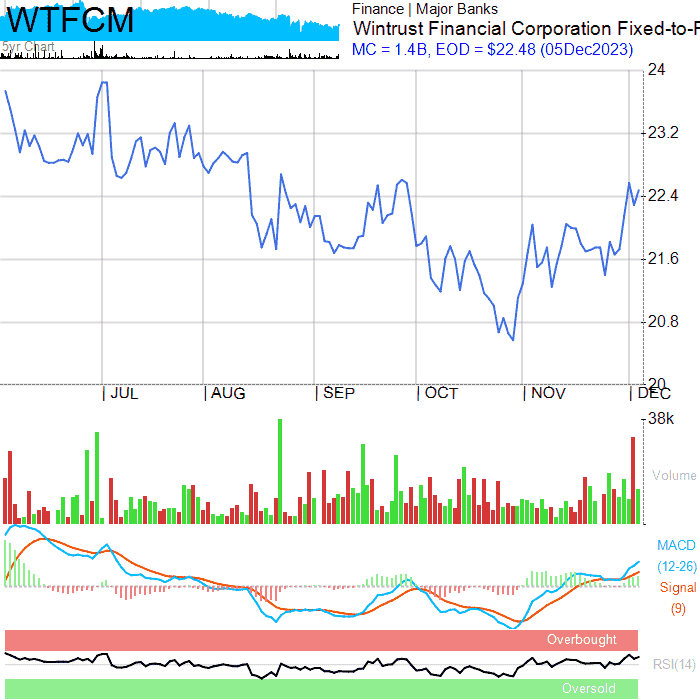 WTFCM
5yr Chart
Finance | Major Banks
Wintrust Financial Corporation Fixed-to-F
MC = 1.4B, EOD = $22.48 (05Dec2023)
24
23.2
22.4
21.6
20.8
20
JUL AUG SEP OCT NOV DEC
38k
Volume
MACD
(12-26)
Signal
(9)
Overbought
RSI(14)
Oversold